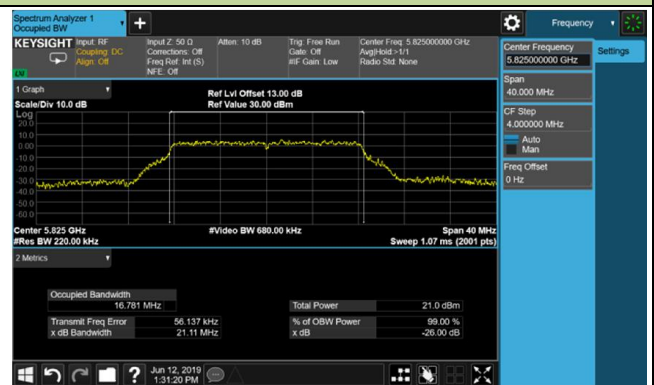 Spectrum Analyzer 1
Occupied BW
Frequency
KEYSIGHT
Input: RF
Coupling: DC
Align: Off
Input Z: 50 Ω
Corrections: Off
Freq Ref: Int (S)
NFE: Off
Atten: 10 dB
Trig: Free Run
Gate: Off
#IF Gain: Low
Center Freq: 5.825000000 GHz
Avg|Hold:>1/1
Radio Std: None
Center Frequency
5.825000000 GHz
Settings
Span
40.000 MHz
CF Step
4.000000 MHz
Auto
Man
Freq Offset
0 Hz
1 Graph
Scale/Div 10.0 dB
Ref Lvl Offset 13.00 dB
Ref Value 30.00 dBm
Log
20.0
10.0
0.00
-10.0
-20.0
-30.0
-40.0
-50.0
-60.0
Center 5.825 GHz
#Res BW 220.00 kHz
#Video BW 680.00 kHz
Span 40 MHz
Sweep 1.07 ms (2001 pts)
2 Metrics
Occupied Bandwidth
16.781 MHz
Total Power 21.0 dBm
Transmit Freq Error 56.137 kHz
% of OBW Power 99.00 %
x dB Bandwidth 21.11 MHz
x dB -26.00 dB
Jun 12, 2019
1:31:20 PM